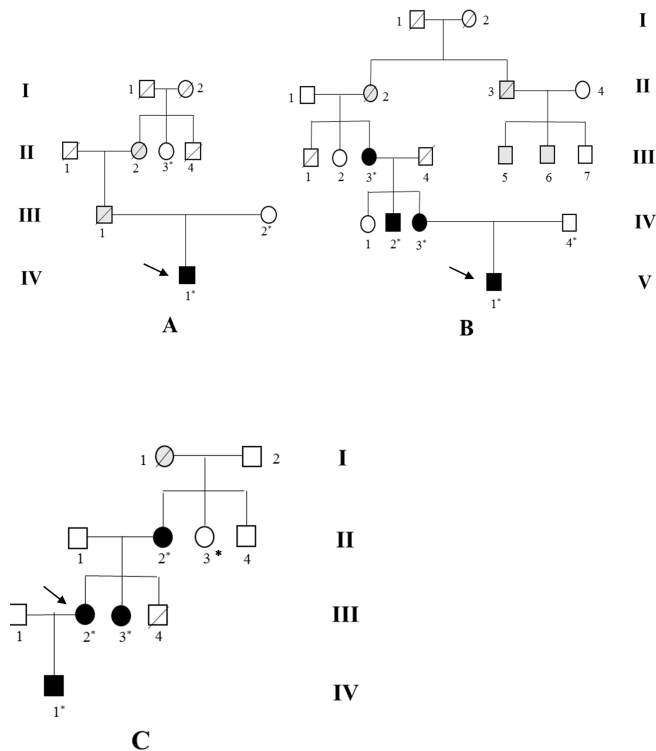 1 2 I
1 2 I
1 2 3 4 II
1 2 3* 4 II
1 2 3* 4 5 6 7 III
1 2* III
1 2* 3* 4* IV
1* IV
1* V
A B
1 2 I
1 2* 3* 4 II
1 2* 3* 4 III
1* IV
C